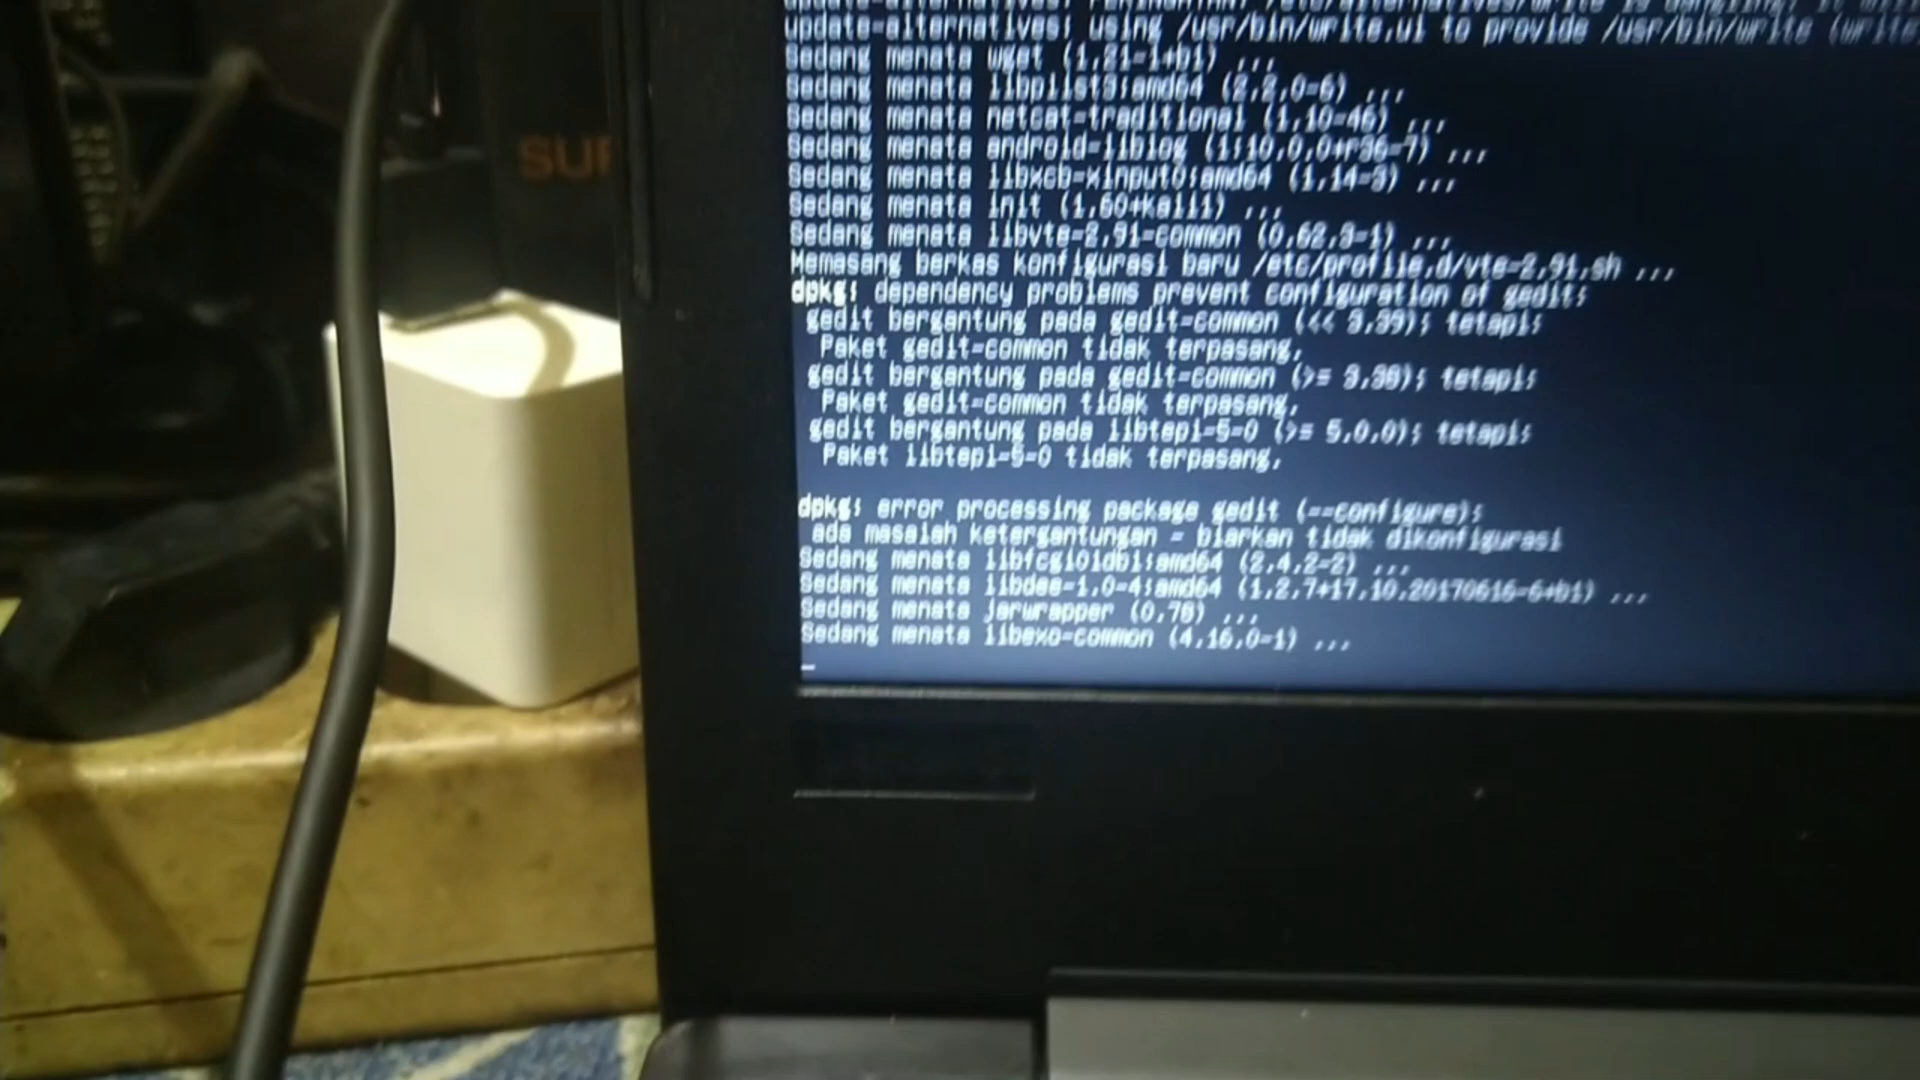 SUP
update-alternatives: using /usr/bin/write.ul to provide /usr/bin/write (write
Sedang menata wget (1.21-1+b1) ...
Sedang menata libplist3:amd64 (2.2.0-6) ...
Sedang menata netcat-traditional (1.10-46) ...
Sedang menata android-liblog (1:10.0.0+r36-7) ...
Sedang menata libxcb-xinput0:amd64 (1.14-3) ...
Sedang menata init (1.60+kali1) ...
Sedang menata libvte-2.91-common (0.62.3-1) ...
Memasang berkas konfigurasi baru /etc/profile.d/vte-2.91.sh ...
dpkg: dependency problems prevent configuration of gedit:
gedit bergantung pada gedit-common (<< 3.39); tetapi:
Paket gedit-common tidak terpasang.
gedit bergantung pada gedit-common (>= 3.38); tetapi:
Paket gedit-common tidak terpasang.
gedit bergantung pada libtepl-5-0 (>= 5.0.0); tetapi:
Paket libtepl-5-0 tidak terpasang.
dpkg: error processing package gedit (--configure):
ada masalah ketergantungan - biarkan tidak dikonfigurasi
Sedang menata libfcgi0ldbl:amd64 (2.4.2-2) ...
Sedang menata libdee-1.0-4:amd64 (1.2.7+17.10.20170616-6+b1) ...
Sedang menata jarwrapper (0.78) ...
Sedang menata libexo-common (4.16.0-1) ...